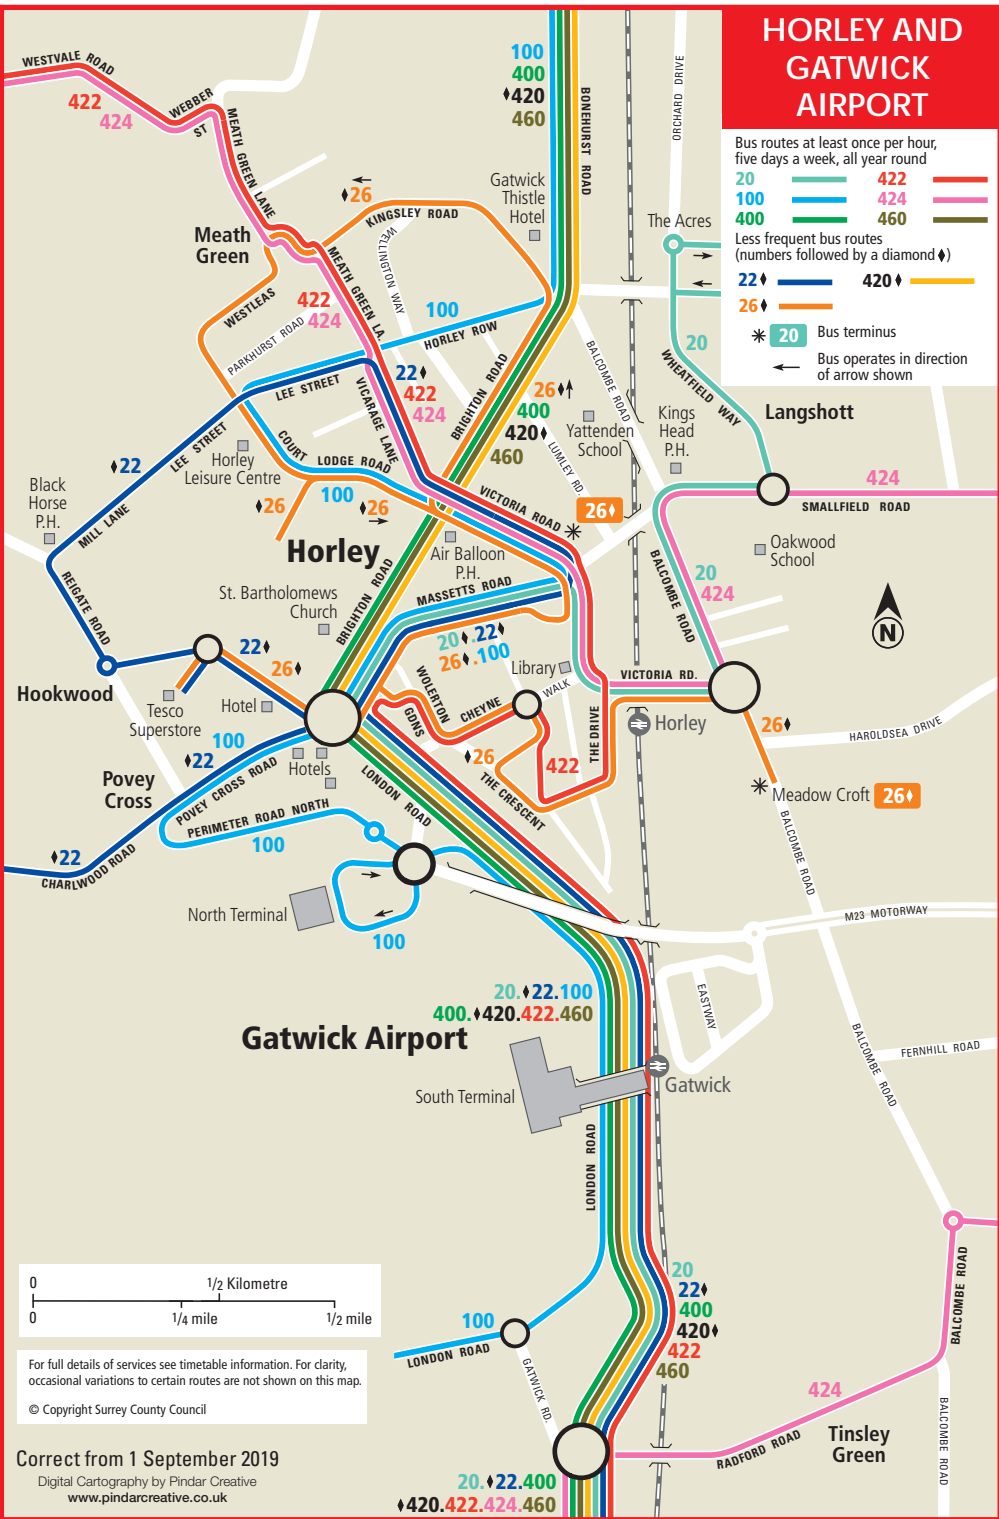 HORLEY AND
GATWICK
AIRPORT
Bus routes at least once per hour,
five days a week, all year round
20
422
100
424
400
460
Less frequent bus routes
(numbers followed by a diamond♦)
22♦
420♦
26♦
20
Bus terminus
Bus operates in direction
of arrow shown
WESTVALE ROAD
422
424
WEBBER
ST
MEATH GREEN LANE
100
400
♦420
460
BONEHURST ROAD
ORCHARD DRIVE
Gatwick
Thistle
Hotel
The Acres
♦26
KINGSLEY ROAD
WELLINGTON WAY
Meath
Green
MEATH GREEN LA.
422
424
WESTLEAS
PARKHURST ROAD
100
HORLEY ROW
20
WHEATFIELD WAY
BALCOMBE ROAD
LEE STREET
VICARAGE LANE
22♦
422
424
BRIGHTON ROAD
26♦
400
420♦
460
Yattenden
School
Kings
Head
P.H.
Langshott
LUMLEY RD.
♦22
LEE STREET
COURT
LODGE ROAD
Horley
Leisure Centre
100
♦26
♦26
Black
Horse
P.H.
MILL LANE
VICTORIA ROAD
26♦
424
SMALLFIELD ROAD
Horley
Air Balloon
P.H.
Oakwood
School
REIGATE ROAD
St. Bartholomews
Church
BRIGHTON ROAD
MASSETTS ROAD
20.♦22♦
26♦.100
BALCOMBE ROAD
20
424
N
22♦
26♦
Library
WALK
VICTORIA RD.
Hookwood
Tesco
Superstore
Hotel
WOLERTON
GDNS
CHEYNE
THE DRIVE
Horley
26♦
HAROLDSEA DRIVE
100
♦22
Hotels
♦26
422
THE CRESCENT
Povey
Cross
POVEY CROSS ROAD
LONDON ROAD
Meadow Croft
26♦
PERIMETER ROAD NORTH
100
♦22
CHARLWOOD ROAD
BALCOMBE ROAD
North Terminal
100
M23 MOTORWAY
20.♦22.100
400.♦420.422.460
EASTWAY
Gatwick Airport
BALCOMBE ROAD
FERNHILL ROAD
South Terminal
Gatwick
LONDON ROAD
0
1/2 Kilometre
0
1/4 mile
1/2 mile
20
22♦
400
420♦
422
460
100
LONDON ROAD
GATWICK RD.
BALCOMBE ROAD
424
Tinsley
Green
RADFORD ROAD
BALCOMBE ROAD
For full details of services see timetable information. For clarity,
occasional variations to certain routes are not shown on this map.
© Copyright Surrey County Council
Correct from 1 September 2019
Digital Cartography by Pindar Creative
www.pindarcreative.co.uk
20.♦22.400
♦420.422.424.460